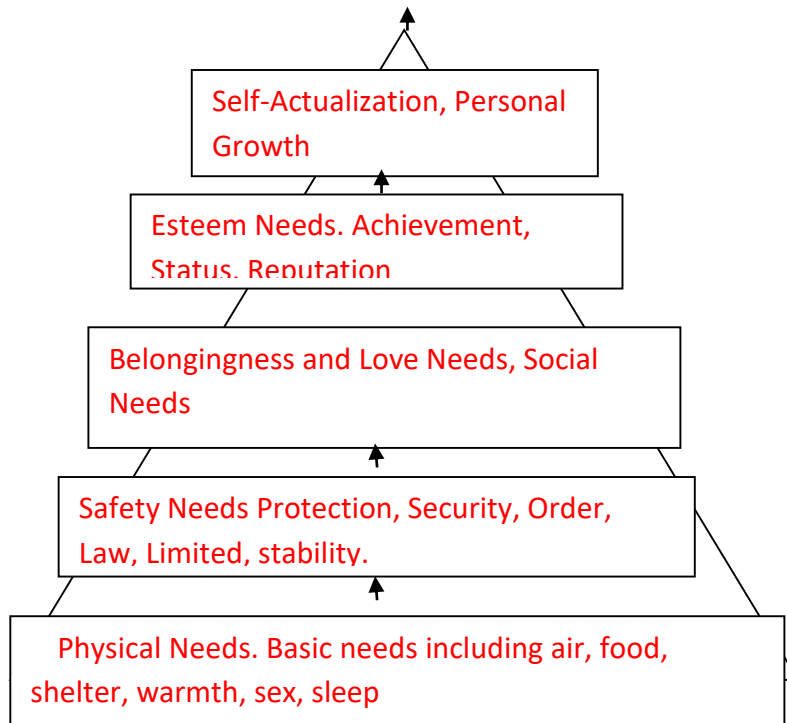 Self-Actualization, Personal
Growth
Esteem Needs. Achievement,
Status. Reputation
Belongingness and Love Needs, Social
Needs
Safety Needs Protection, Security, Order,
Law, Limited, stability.
Physical Needs. Basic needs including air, food,
shelter, warmth, sex, sleep